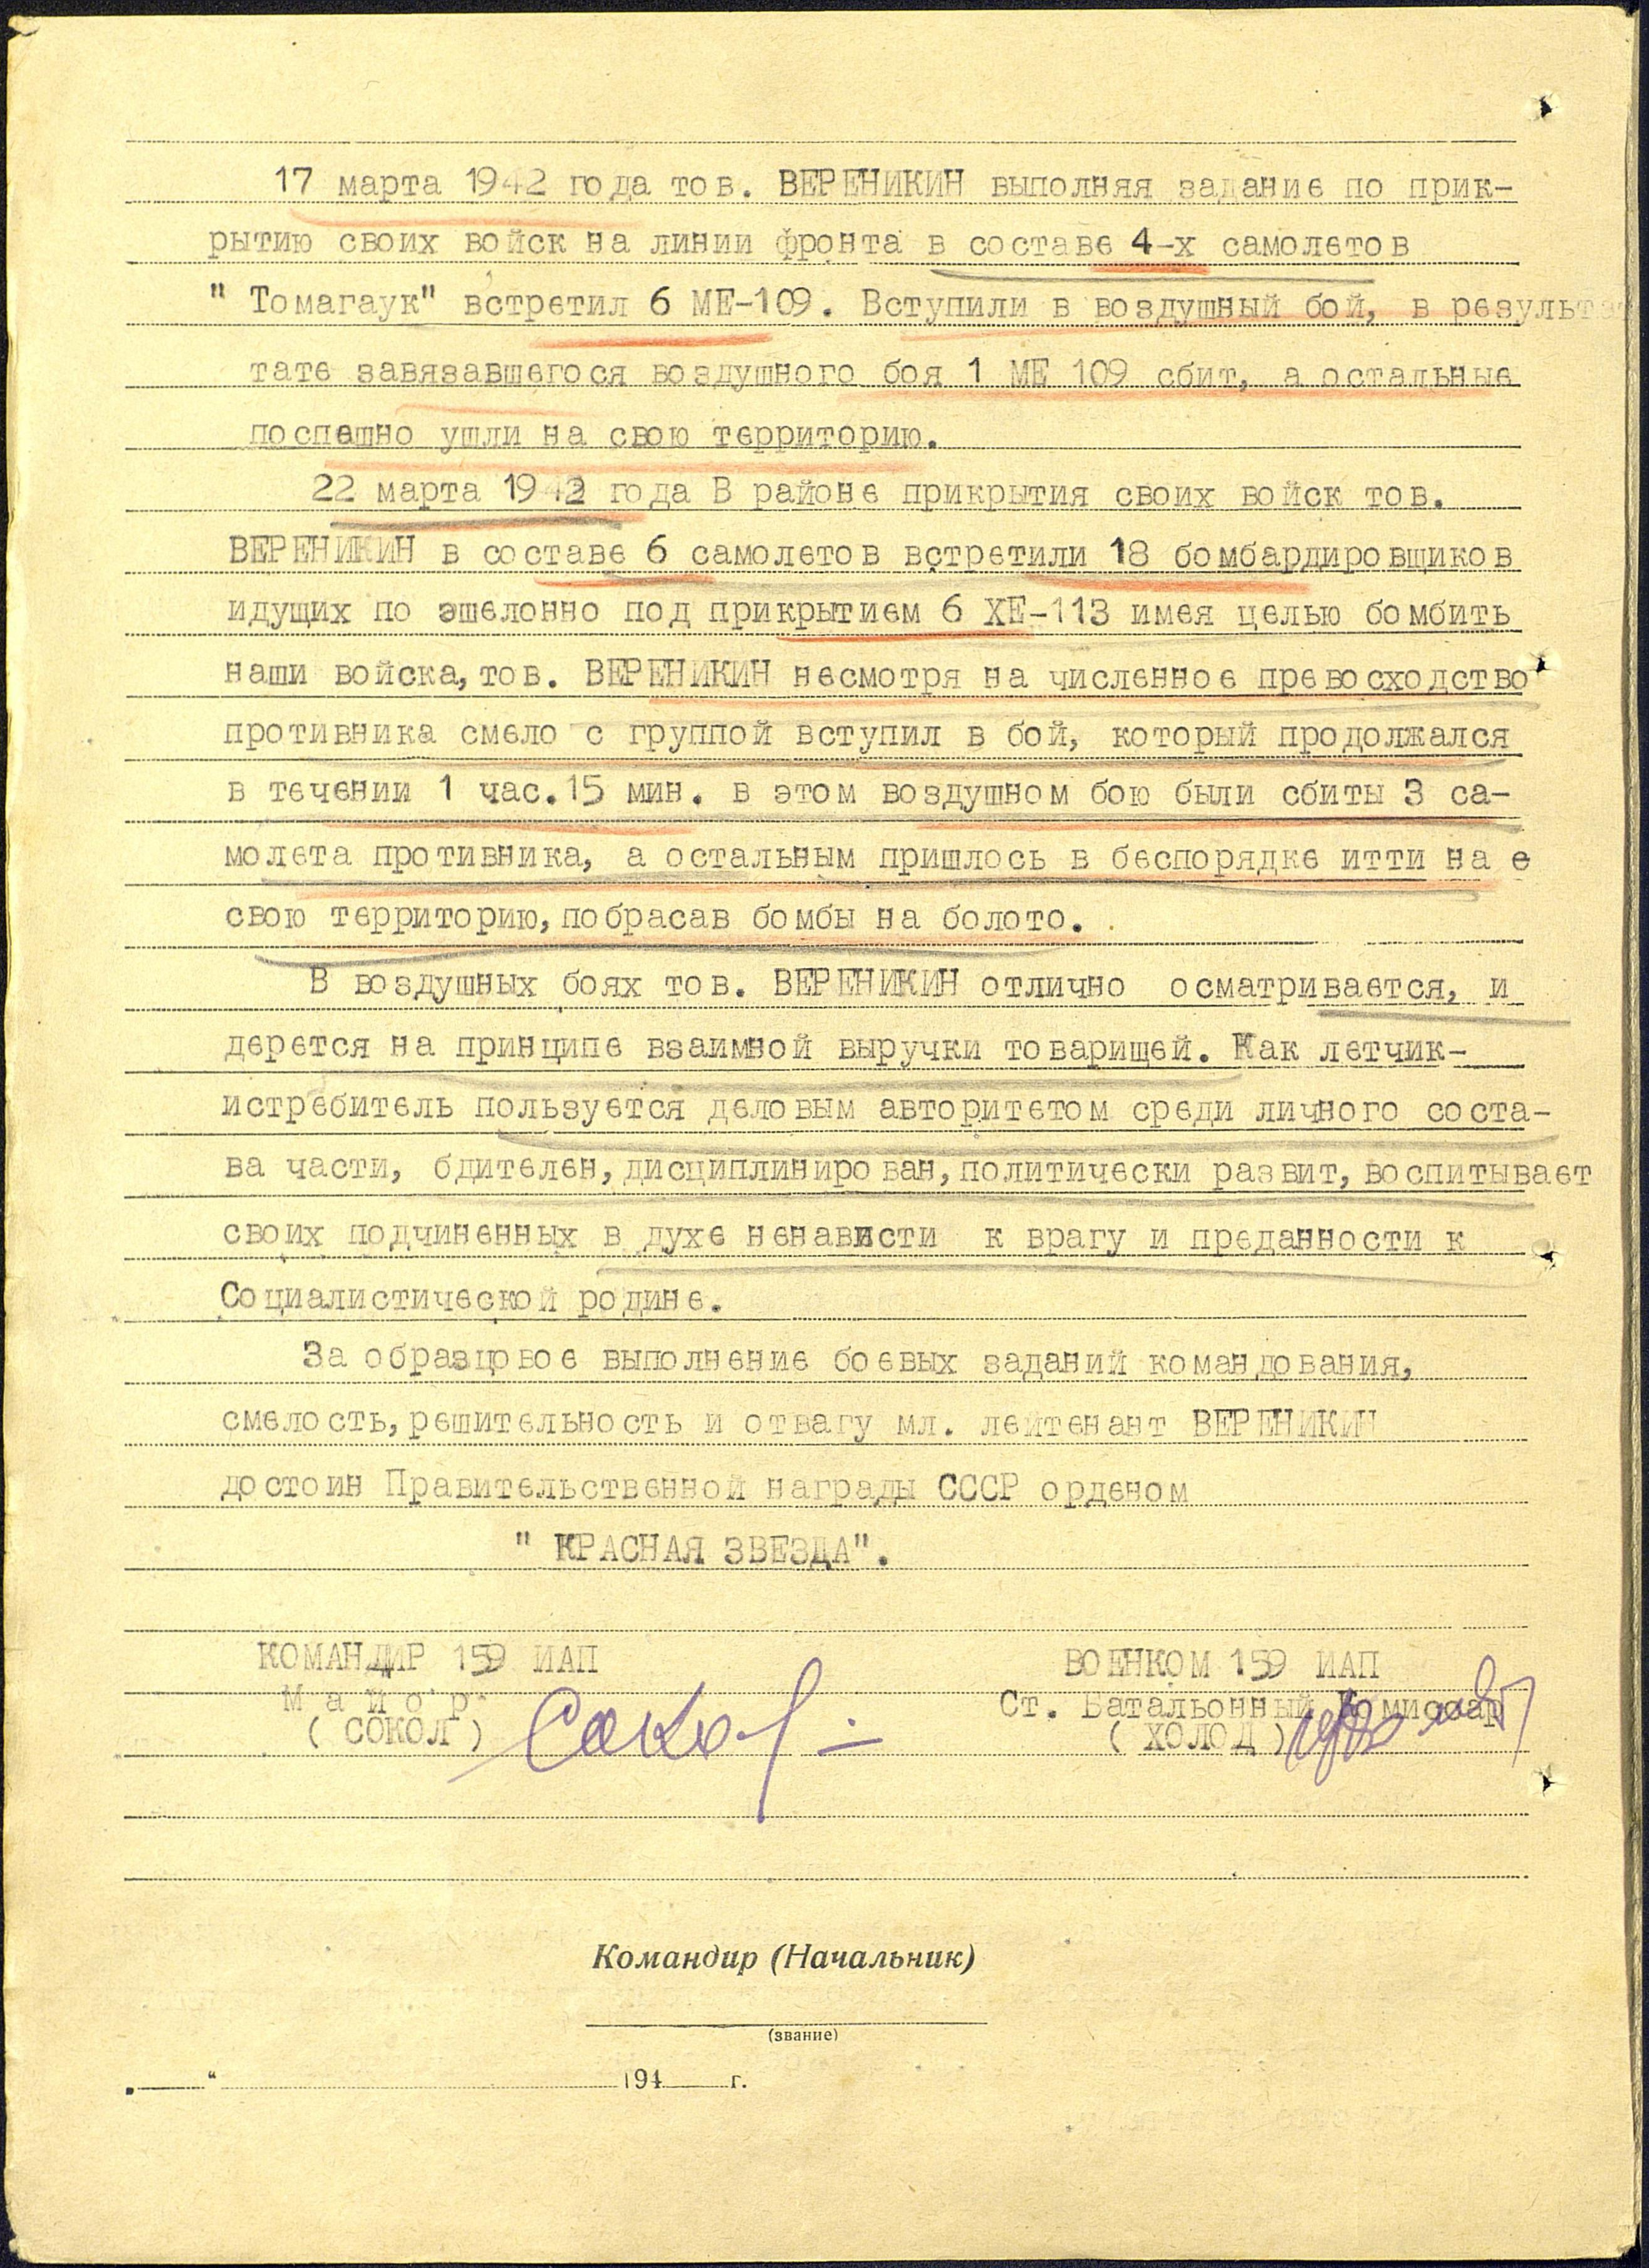 17 марта 1942 года тов. ВЕРЕНИКИН выполняя задание по прик-
рытию своих войск на линии фронта в составе 4-х самолетов
" Томагаук" встретил 6 МЕ-109. Вступили в воздушный бой, в результа
тате завязавшегося воздушного боя 1 МЕ 109 сбит, а остальные
поспешно ушли на свою территорию.
22 марта 1942 года В районе прикрытия своих войск тов.
ВЕРЕНИКИН в составе 6 самолетов встретили 18 бомбардировщиков
идущих по эшелонно под прикрытием 6 ХЕ-113 имея целью бомбить
наши войска, тов. ВЕРЕНИКИН несмотря на численное превосходство
противника смело с группой вступил в бой, который продолжался
в течении 1 час.15 мин. в этом воздушном бою были сбиты 3 са-
молета противника, а остальным пришлось в беспорядке итти на с
свою территорию, побрасав бомбы на болото.
В воздушных боях тов. ВЕРЕНИКИН отлично осматривается, и
дерется на принципе взаимной выручки товарищей. Как летчик-
истребитель пользуется деловым авторитетом среди личного соста-
ва части, бдителен, дисциплинирован, политически развит, воспитывает
своих подчиненных в духе ненависти к врагу и преданности к
Социалистической родине.
За образцовое выполнение боевых заданий командования,
смелость, решительность и отвагу мл. лейтенант ВЕРЕНИКИН
достоин Правительственной награды СССР орденом
" КРАСНАЯ ЗВЕЗДА".
КОМАНДИР 159 ИАП ВОЕНКОМ 159 ИАП
М а й о р Ст. Батальонный Комиссар
( СОКОЛ ) Сокол ( ХОЛОД )
Командир (Начальник)
(звание)
„ “ 194 г.